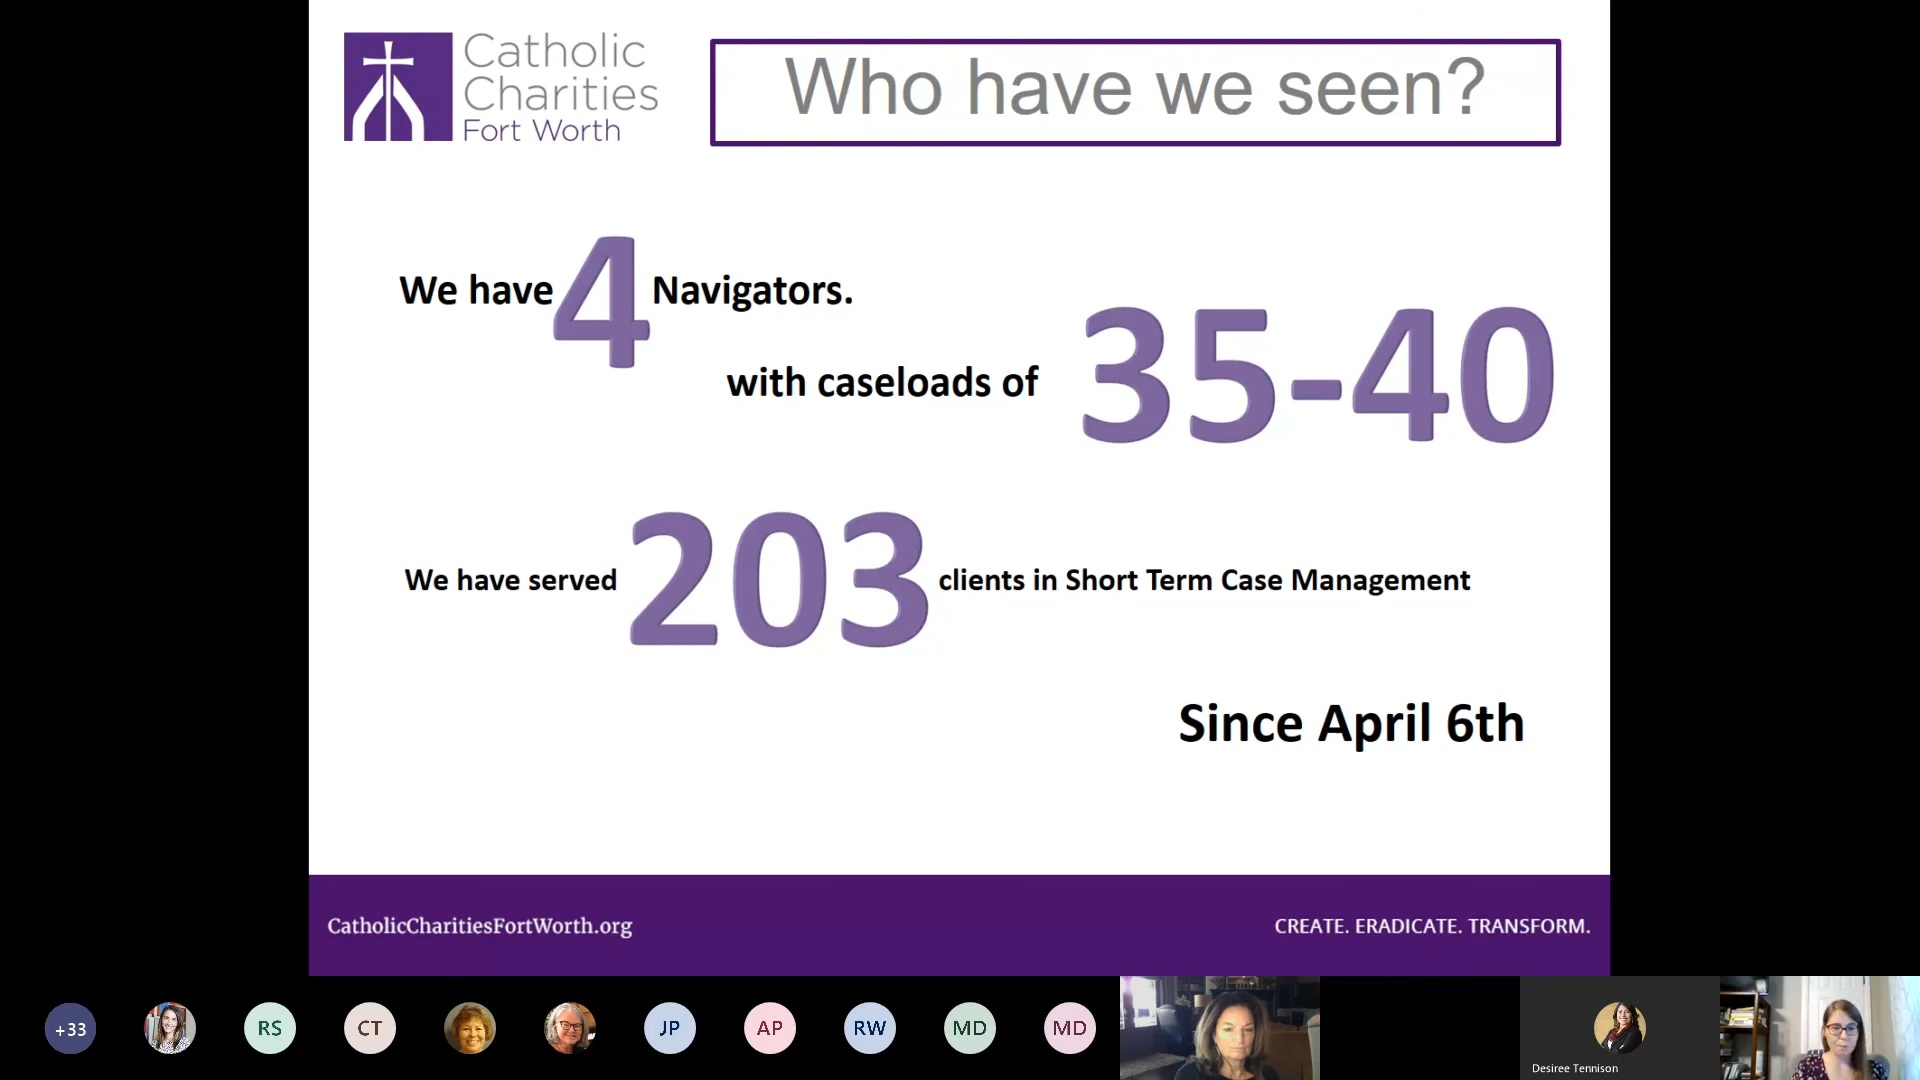 Catholic
Charities
Fort Worth
Who have we seen?
We have 4 Navigators.
with caseloads of 35-40
We have served 203 clients in Short Term Case Management
Since April 6th
CatholicCharitiesFortWorth.org
CREATE. ERADICATE. TRANSFORM.
+33
RS
CT
JP
AP
RW
MD
MD
Desiree Tennison